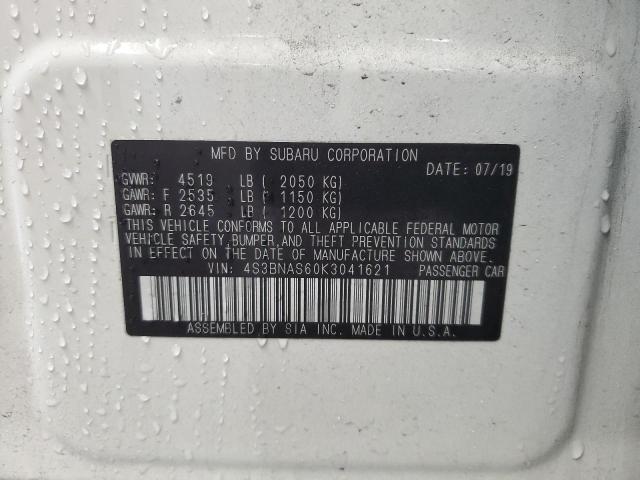 MFD BY SUBARU CORPORATION
DATE: 07/19
GVWR: 4519 LB ( 2050 KG)
GAWR: F 2535 LB ( 1150 KG)
GAWR: R 2645 LB ( 1200 KG)
THIS VEHICLE CONFORMS TO ALL APPLICABLE FEDERAL MOTOR
VEHICLE SAFETY, BUMPER, AND THEFT PREVENTION STANDARDS
IN EFFECT ON THE DATE OF MANUFACTURE SHOWN ABOVE.
VIN: 4S3BNAS60K3041621 PASSENGER CAR
ASSEMBLED BY SIA INC. MADE IN U.S.A.